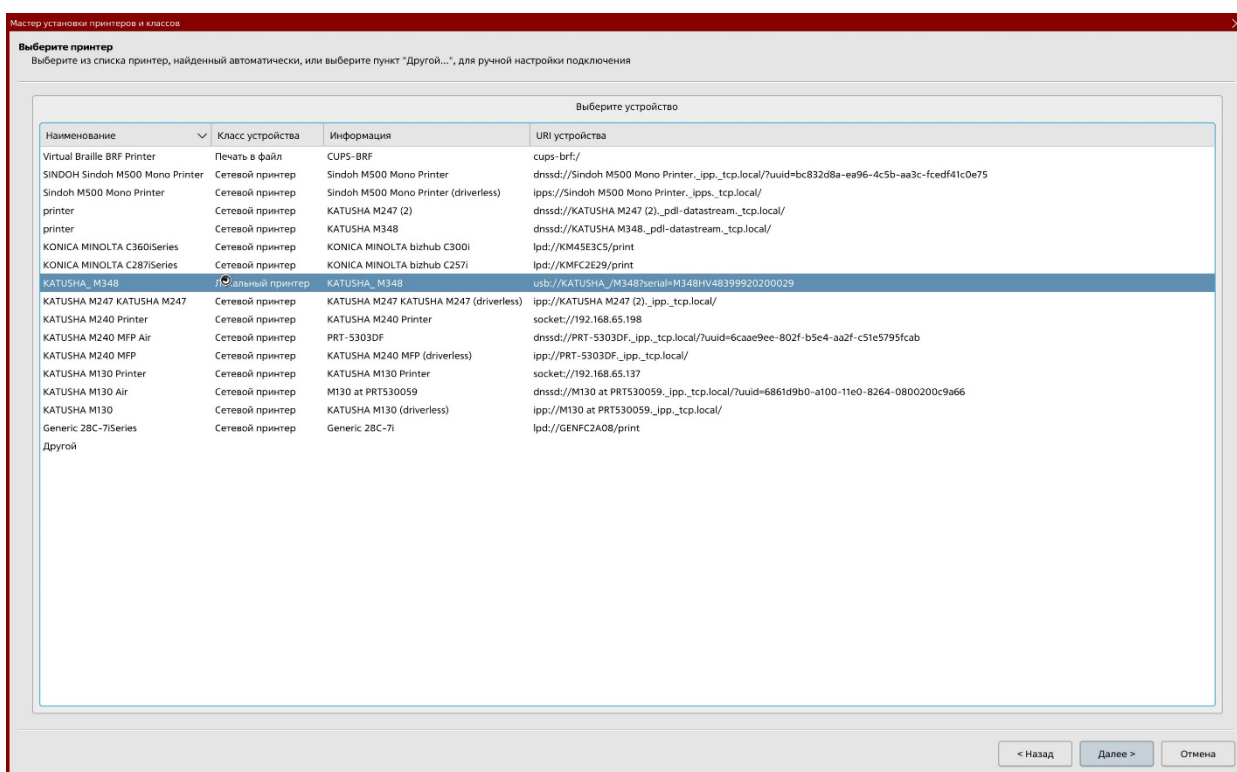 Мастер установки принтеров и классов
Выберите принтер
Выберите из списка принтер, найденный автоматически, или выберите пункт "Другой...", для ручной настройки подключения
Выберите устройство
Наименование Класс устройства Информация URI устройства
Virtual Braille BRF Printer Печать в файл CUPS-BRF cups-brf:/
SINDOH Sindoh M500 Mono Printer Сетевой принтер Sindoh M500 Mono Printer dnssd://Sindoh M500 Mono Printer._ipp._tcp.local/?uuid=bc832d8a-ea96-4c5b-aa3c-fcedf41c0e75
Sindoh M500 Mono Printer Сетевой принтер Sindoh M500 Mono Printer (driverless) ipps://Sindoh M500 Mono Printer._ipps._tcp.local/
printer Сетевой принтер KATUSHA M247 (2) dnssd://KATUSHA M247 (2)._pdl-datastream._tcp.local/
printer Сетевой принтер KATUSHA M348 dnssd://KATUSHA M348._pdl-datastream._tcp.local/
KONICA MINOLTA C360iSeries Сетевой принтер KONICA MINOLTA bizhub C300i lpd://KM45E3C5/print
KONICA MINOLTA C287iSeries Сетевой принтер KONICA MINOLTA bizhub C257i lpd://KMFC2E29/print
KATUSHA_ M348 Локальный принтер KATUSHA_ M348 usb://KATUSHA_/M348?serial=M348HV48399920200029
KATUSHA M247 KATUSHA M247 Сетевой принтер KATUSHA M247 KATUSHA M247 (driverless) ipp://KATUSHA M247 (2)._ipp._tcp.local/
KATUSHA M240 Printer Сетевой принтер KATUSHA M240 Printer socket://192.168.65.198
KATUSHA M240 MFP Air Сетевой принтер PRT-5303DF dnssd://PRT-5303DF._ipp._tcp.local/?uuid=6caae9ee-802f-b5e4-aa2f-c51e5795fcab
KATUSHA M240 MFP Сетевой принтер KATUSHA M240 MFP (driverless) ipp://PRT-5303DF._ipp._tcp.local/
KATUSHA M130 Printer Сетевой принтер KATUSHA M130 Printer socket://192.168.65.137
KATUSHA M130 Air Сетевой принтер M130 at PRT530059 dnssd://M130 at PRT530059._ipp._tcp.local/?uuid=6861d9b0-a100-11e0-8264-0800200c9a66
KATUSHA M130 Сетевой принтер KATUSHA M130 (driverless) ipp://M130 at PRT530059._ipp._tcp.local/
Generic 28C-7iSeries Сетевой принтер Generic 28C-7i lpd://GENFC2A08/print
Другой
< Назад Далее > Отмена